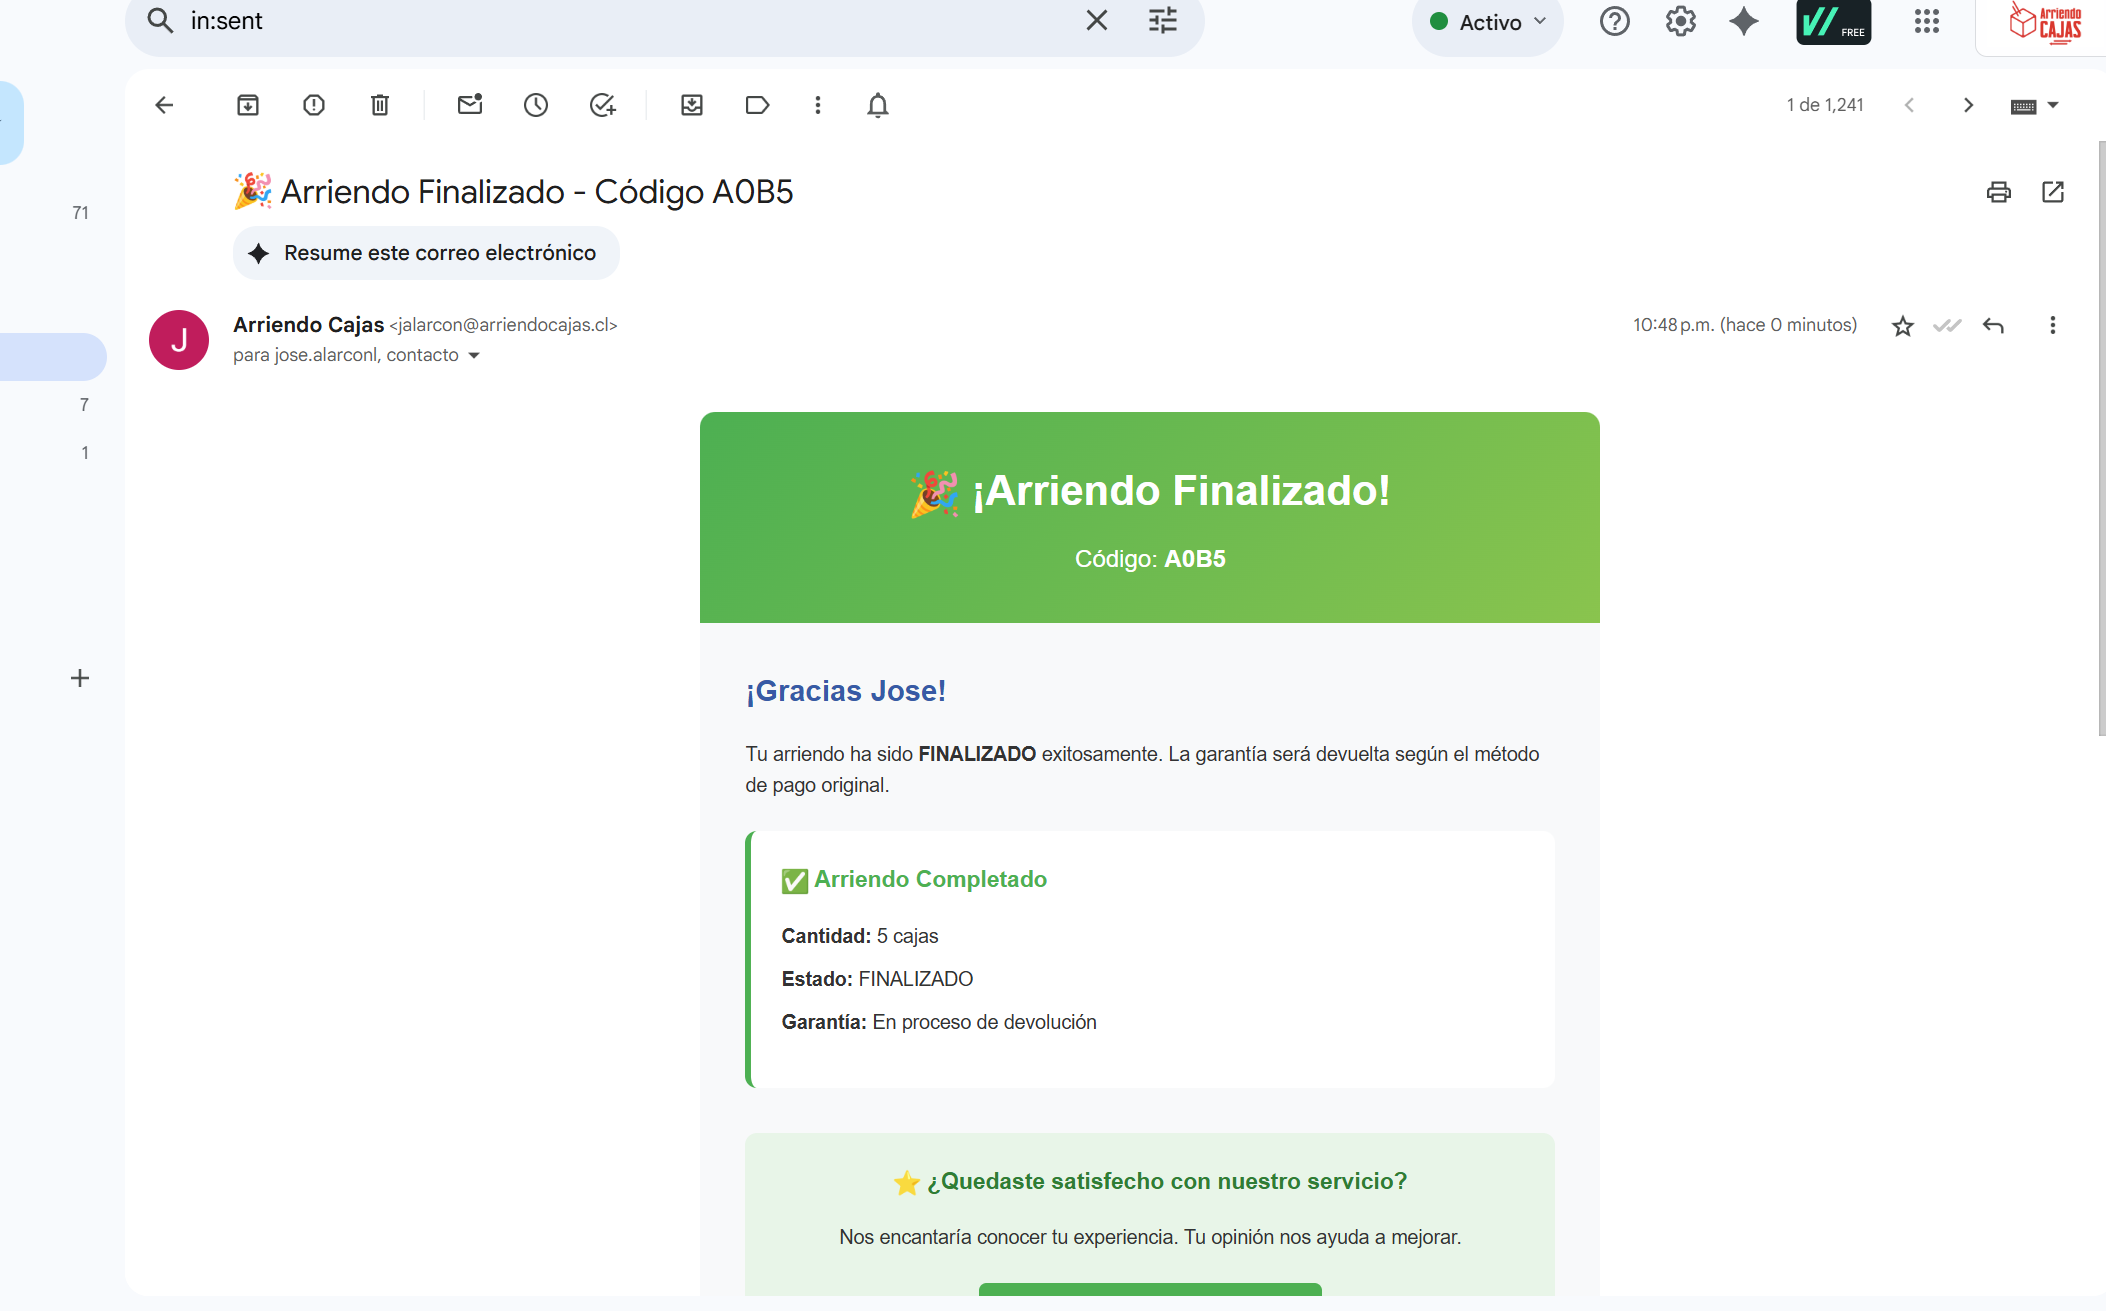 in:sent
Activo
FREE
Arriendo
CAJAS
1 de 1,241
71
🎉 Arriendo Finalizado - Código A0B5
Resume este correo electrónico
J
Arriendo Cajas <jalarcon@arriendocajas.cl>
10:48 p.m. (hace 0 minutos)
para jose.alarconl, contacto
7
1
🎉 ¡Arriendo Finalizado!
Código: A0B5
¡Gracias Jose!
Tu arriendo ha sido FINALIZADO exitosamente. La garantía será devuelta según el método
de pago original.
✅ Arriendo Completado
Cantidad: 5 cajas
Estado: FINALIZADO
Garantía: En proceso de devolución
⭐ ¿Quedaste satisfecho con nuestro servicio?
Nos encantaría conocer tu experiencia. Tu opinión nos ayuda a mejorar.